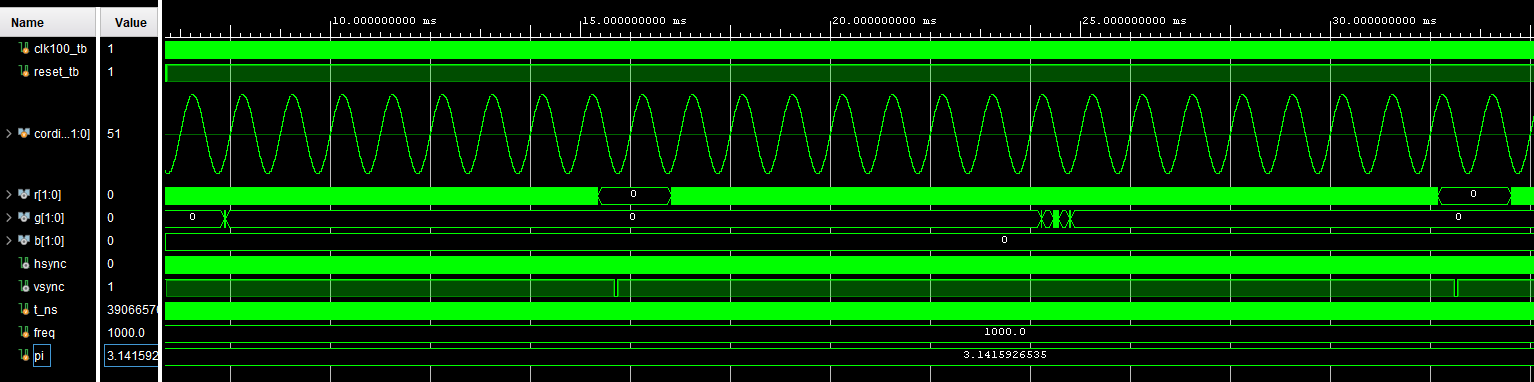 Name Value 10.000000000 ms 15.000000000 ms 20.000000000 ms 25.000000000 ms 30.000000000 ms
clk100_tb 1
reset_tb 1
cordi...1:0] 51
r[1:0] 0 0 0
g[1:0] 0 0 0 0
b[1:0] 0 0
hsync 0
vsync 1
t_ns
freq 1000.0 1000.0
pi 3.141592 3.1415926535